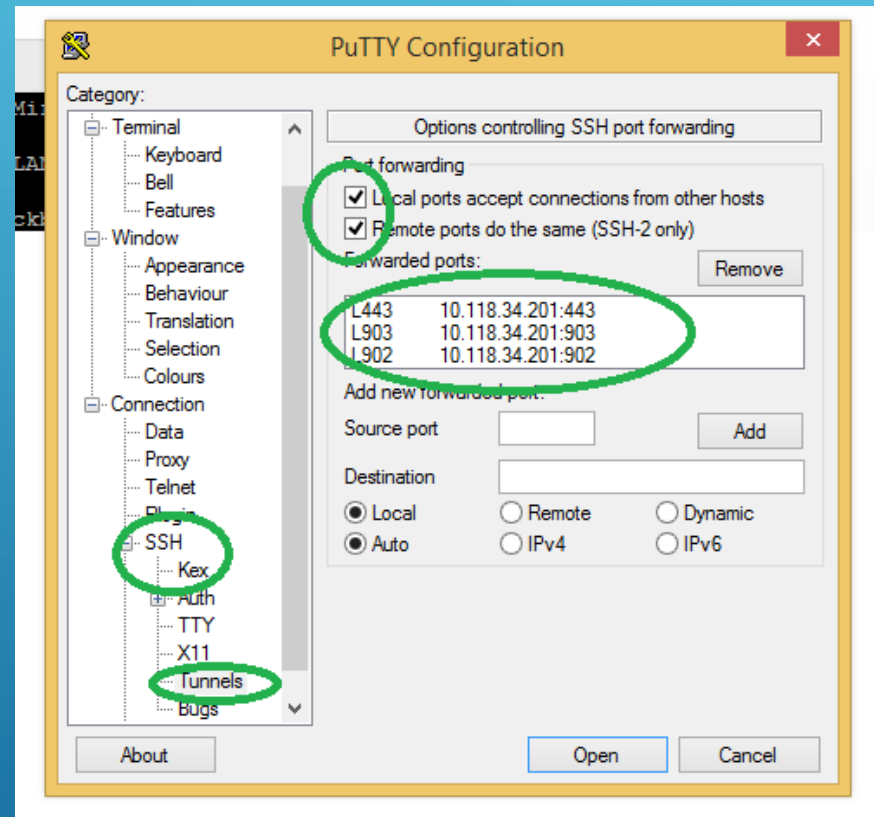 PuTTY Configuration
Category:
Terminal
Keyboard
Bell
Features
Window
Appearance
Behaviour
Translation
Selection
Colours
Connection
Data
Proxy
Telnet
Plugin
SSH
Kex
Auth
TTY
X11
Tunnels
Bugs
Options controlling SSH port forwarding
Port forwarding
Local ports accept connections from other hosts
Remote ports do the same (SSH-2 only)
Forwarded ports:
Remove
L443 10.118.34.201:443
L903 10.118.34.201:903
L902 10.118.34.201:902
Add new forwarded port:
Source port
Add
Destination
Local Remote Dynamic
Auto IPv4 IPv6
About
Open
Cancel